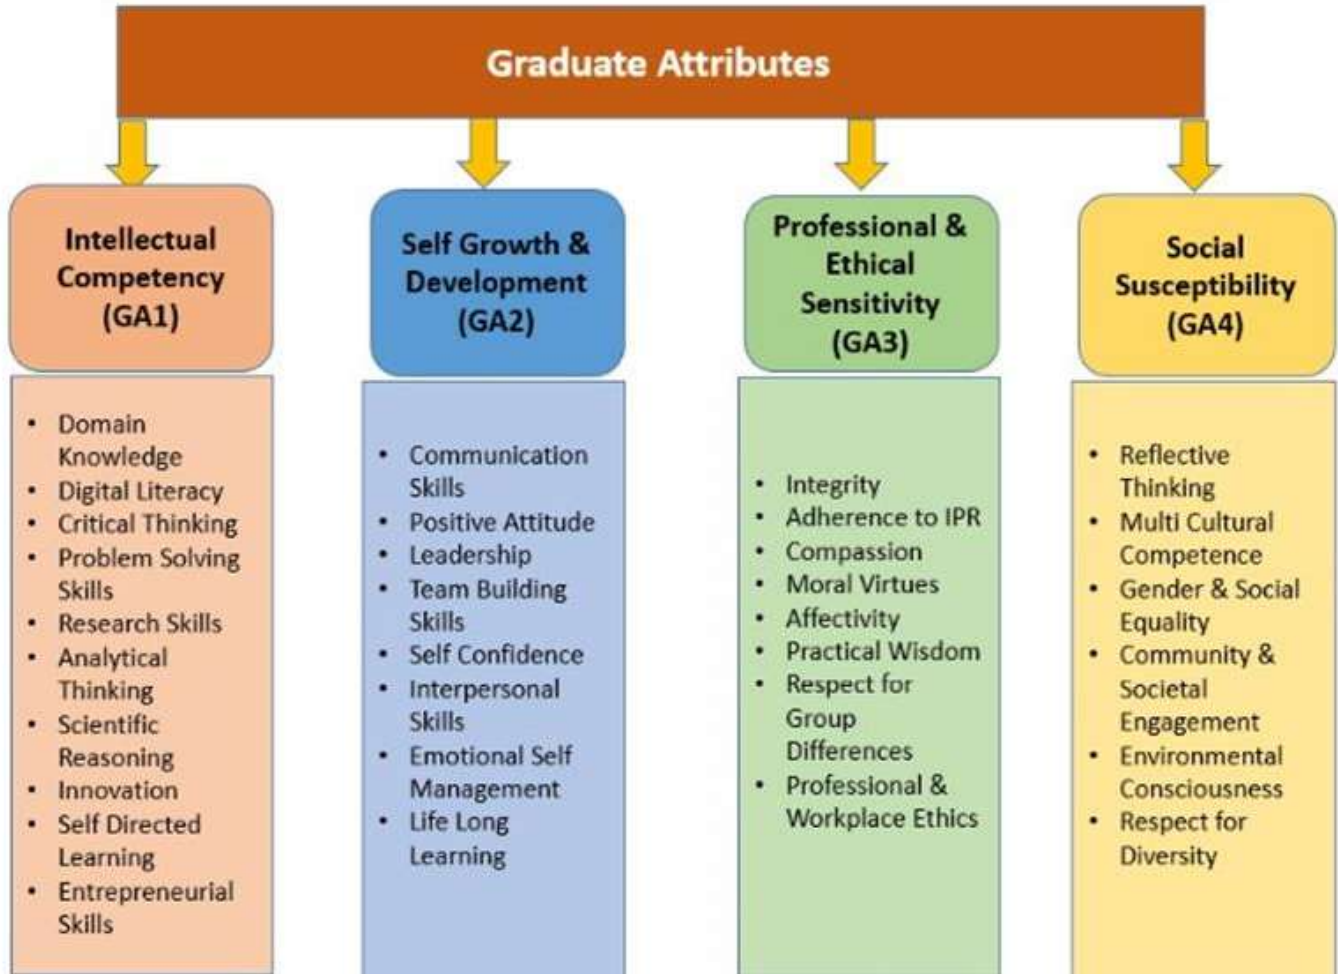 Graduate Attributes
Intellectual
Competency
(GA1)
• Domain
Knowledge
• Digital Literacy
• Critical Thinking
• Problem Solving
Skills
• Research Skills
• Analytical
Thinking
• Scientific
Reasoning
• Innovation
• Self Directed
Learning
• Entrepreneurial
Skills
Self Growth &
Development
(GA2)
• Communication
Skills
• Positive Attitude
• Leadership
• Team Building
Skills
• Self Confidence
• Interpersonal
Skills
• Emotional Self
Management
• Life Long
Learning
Professional &
Ethical
Sensitivity
(GA3)
• Integrity
• Adherence to IPR
• Compassion
• Moral Virtues
• Affectivity
• Practical Wisdom
• Respect for
Group
Differences
• Professional &
Workplace Ethics
Social
Susceptibility
(GA4)
• Reflective
Thinking
• Multi Cultural
Competence
• Gender & Social
Equality
• Community &
Societal
Engagement
• Environmental
Consciousness
• Respect for
Diversity